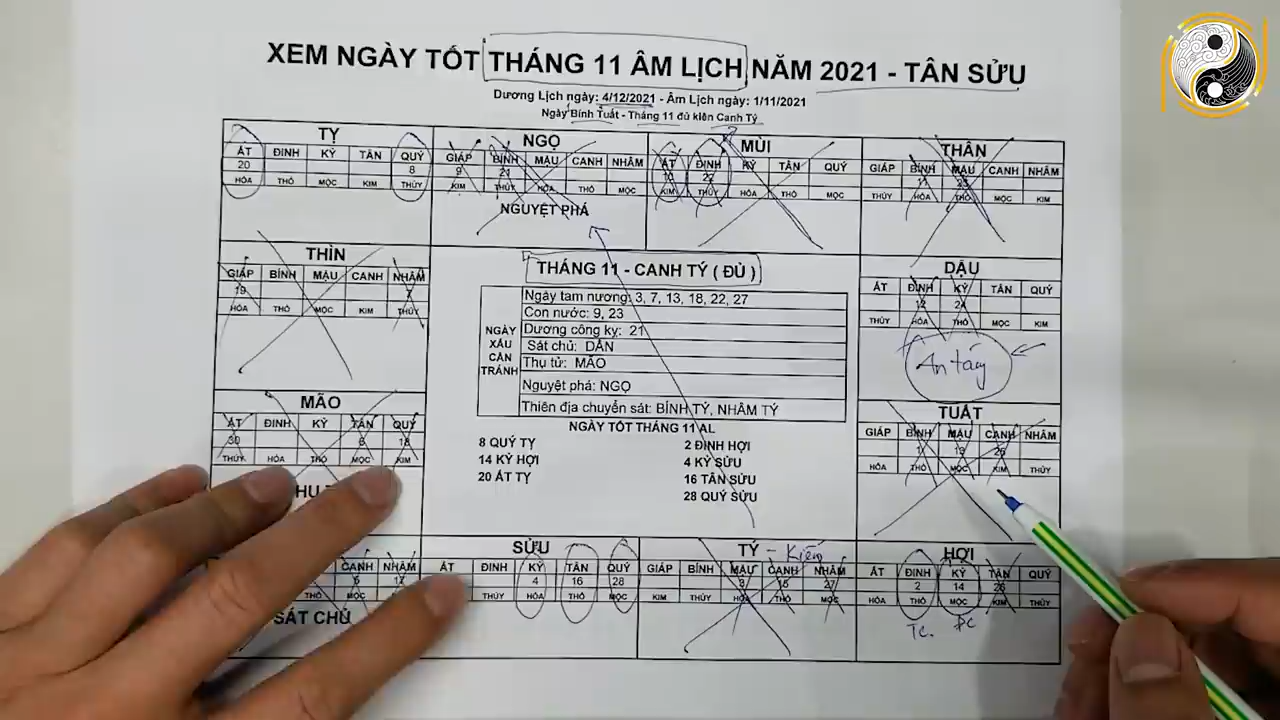 XEM NGÀY TỐT THÁNG 11 ÂM LỊCH NĂM 2021 - TÂN SỬU
Dương Lịch ngày: 4/12/2021 - Âm Lịch ngày: 1/11/2021
Ngày Bính Tuất - Tháng 11 đủ kiến Canh Tý
TỴ
ẤT ĐINH KỶ TÂN QUÝ
20 8
HỎA THỔ MỘC KIM THỦY
NGỌ
GIÁP BÍNH MẬU CANH NHÂM
9 21
KIM THỦY HỎA THỔ MỘC
NGUYỆT PHÁ
MÙI
ẤT ĐINH KỶ TÂN QUÝ
10 22
KIM THỦY HỎA THỔ MỘC
THÂN
GIÁP BÍNH MẬU CANH NHÂM
11 23
THỦY HỎA THỔ MỘC KIM
THÌN
GIÁP BÍNH MẬU CANH NHÂM
19 7
HỎA THỔ MỘC KIM THỦY
THÁNG 11 - CANH TÝ ( ĐỦ )
NGÀY XẤU CẦN TRÁNH
Ngày tam nương: 3, 7, 13, 18, 22, 27
Con nước: 9, 23
Dương công kỵ: 21
Sát chủ: DẦN
Thụ tử: MÃO
Nguyệt phá: NGỌ
Thiên địa chuyển sát: BÍNH TÝ, NHÂM TÝ
NGÀY TỐT THÁNG 11 AL
8 QUÝ TỴ 2 ĐINH HỢI
14 KỶ HỢI 4 KỶ SỬU
20 ẤT TỴ 16 TÂN SỬU
28 QUÝ SỬU
DẬU
ẤT ĐINH KỶ TÂN QUÝ
12 24
THỦY HỎA THỔ MỘC KIM
An táng
MÃO
ẤT ĐINH KỶ TÂN QUÝ
30 6 18
THỦY HỎA THỔ MỘC KIM
TUẤT
GIÁP BÍNH MẬU CANH NHÂM
1 13
HỎA THỔ MỘC KIM THỦY
CANH NHÂM
5 17
THỔ MỘC
SÁT CHỦ
SỬU
ẤT ĐINH KỶ TÂN QUÝ
4 16 28
THỦY HỎA THỔ MỘC
TÝ - Kiến
GIÁP BÍNH MẬU CANH NHÂM
3 15 27
KIM THỦY HỎA THỔ MỘC
HỢI
ẤT ĐINH KỶ TÂN QUÝ
2 14
HỎA THỔ MỘC KIM THỦY
Tc. Đc